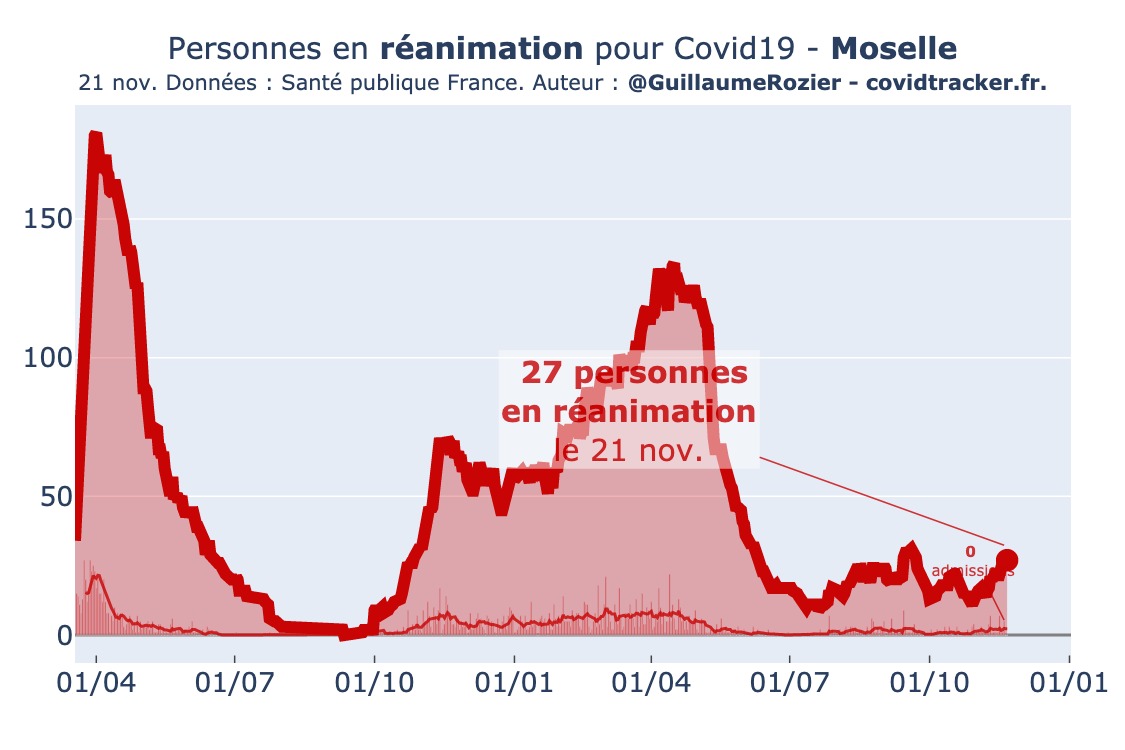 Personnes en réanimation pour Covid19 - Moselle
21 nov. Données : Santé publique France. Auteur : @GuillaumeRozier - covidtracker.fr.
150
100
50
0
27 personnes
en réanimation
le 21 nov.
0
admissions
01/04
01/07
01/10
01/01
01/04
01/07
01/10
01/01